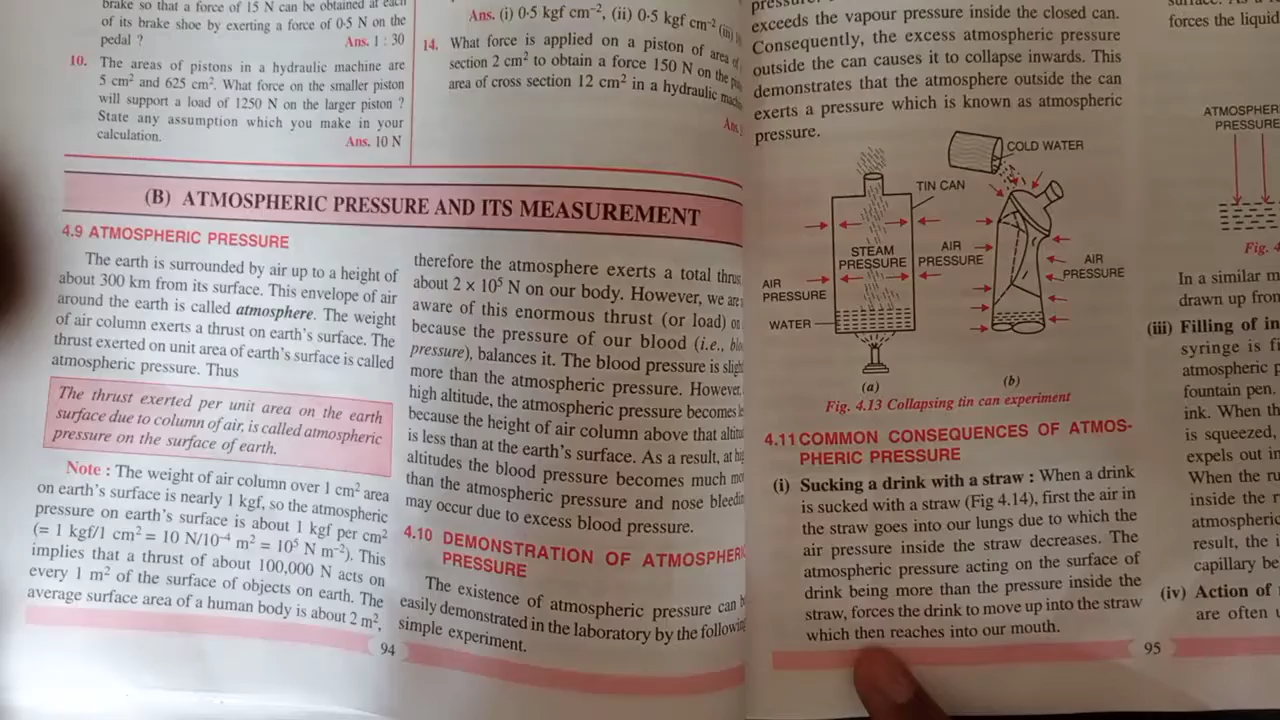 brake so that a force of 15 N can be obtained at each
of its brake shoe by exerting a force of 0·5 N on the
pedal ? Ans. 1 : 30
10. The areas of pistons in a hydraulic machine are
5 cm² and 625 cm². What force on the smaller piston
will support a load of 1250 N on the larger piston ?
State any assumption which you make in your
calculation. Ans. 10 N
Ans. (i) 0·5 kgf cm⁻², (ii) 0·5 kgf cm⁻² (iii)
14. What force is applied on a piston of area of
section 2 cm² to obtain a force 150 N on the
area of cross section 12 cm² in a hydraulic
Ans.
(B) ATMOSPHERIC PRESSURE AND ITS MEASUREMENT
4.9 ATMOSPHERIC PRESSURE
The earth is surrounded by air up to a height of
about 300 km from its surface. This envelope of air
around the earth is called atmosphere. The weight
of air column exerts a thrust on earth's surface. The
thrust exerted on unit area of earth's surface is called
atmospheric pressure. Thus
The thrust exerted per unit area on the earth
surface due to column of air, is called atmospheric
pressure on the surface of earth.
Note : The weight of air column over 1 cm² area
on earth's surface is nearly 1 kgf, so the atmospheric
pressure on earth's surface is about 1 kgf per cm²
(= 1 kgf/1 cm² = 10 N/10⁻⁴ m² = 10⁵ N m⁻²). This
implies that a thrust of about 100,000 N acts on
every 1 m² of the surface of objects on earth. The
average surface area of a human body is about 2 m²,
therefore the atmosphere exerts a total
about 2 × 10⁵ N on our body. However, we are
aware of this enormous thrust (or load)
because the pressure of our blood (i.e.,
pressure), balances it. The blood pressure is
more than the atmospheric pressure. However,
high altitude, the atmospheric pressure becomes
because the height of air column above that
is less than at the earth's surface. As a result, at
altitudes the blood pressure becomes much
than the atmospheric pressure and nose
may occur due to excess blood pressure.
4.10 DEMONSTRATION OF
PRESSURE
The existence of atmospheric pressure can
easily demonstrated in the laboratory by the following
simple experiment.
94
exceeds the vapour pressure inside the closed can.
Consequently, the excess atmospheric pressure
outside the can causes it to collapse inwards. This
demonstrates that the atmosphere outside the can
exerts a pressure which is known as atmospheric
pressure.
COLD WATER
TIN CAN
STEAM
PRESSURE
AIR
PRESSURE
AIR
PRESSURE
AIR
PRESSURE
WATER
(a)
(b)
Fig. 4.13 Collapsing tin can experiment
4.11 COMMON CONSEQUENCES OF ATMOS-
PHERIC PRESSURE
(i) Sucking a drink with a straw : When a drink
is sucked with a straw (Fig 4.14), first the air in
the straw goes into our lungs due to which the
air pressure inside the straw decreases. The
atmospheric pressure acting on the surface of
drink being more than the pressure inside the
straw, forces the drink to move up into the straw
which then reaches into our mouth.
95
forces the liquid
PRESSURE
Fig.
In a similar
drawn up from
(iii) Filling of
syringe is
atmospheric
fountain pen.
ink. When
is squeezed,
expels out
When the
inside the
atmospheric
result, the
capillary
(iv) Action of
are often